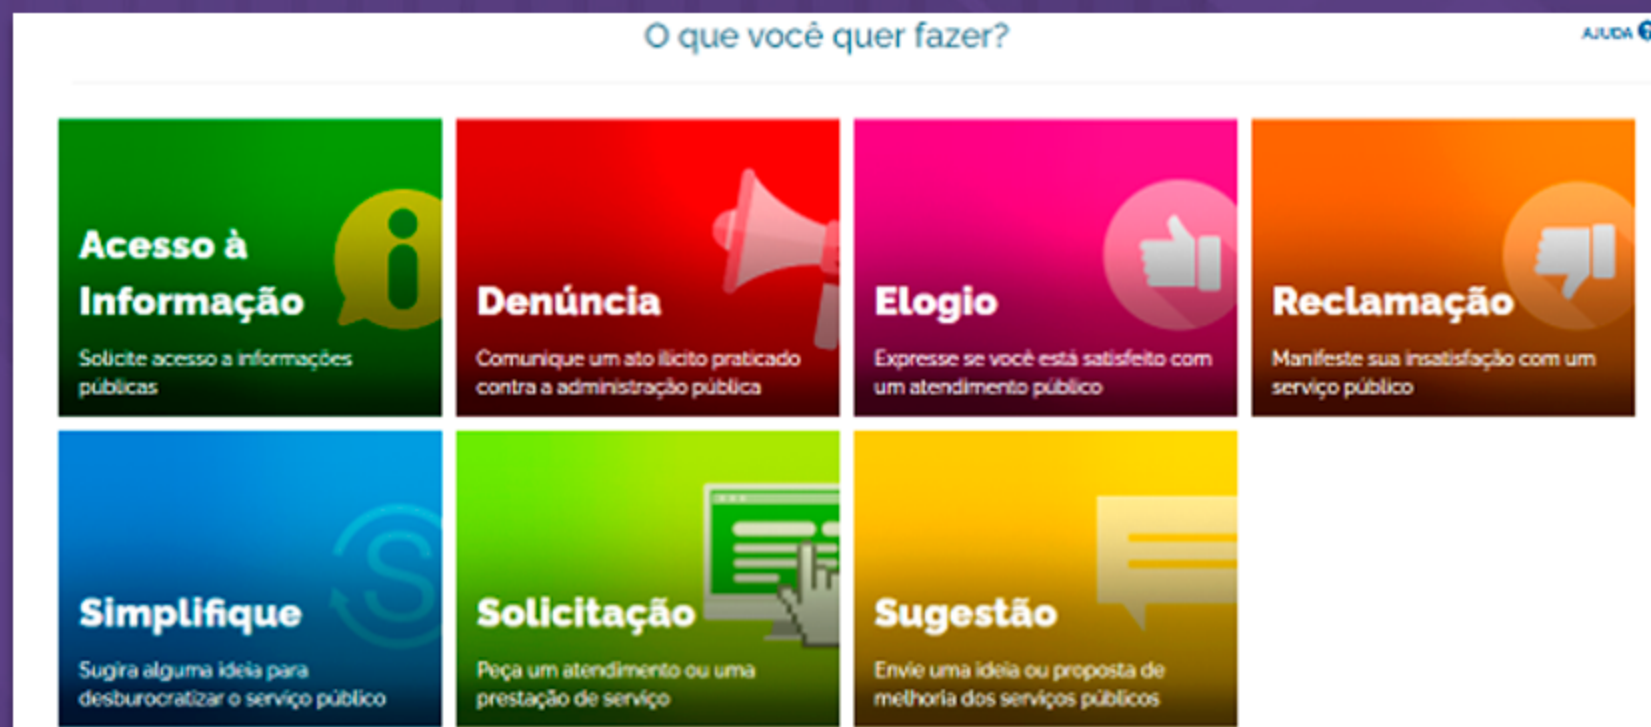 O que você quer fazer?
AJUDA
Acesso à
Informação
Solicite acesso a informações
públicas
Denúncia
Comunique um ato ilícito praticado
contra a administração pública
Elogio
Expresse se você está satisfeito com
um atendimento público
Reclamação
Manifeste sua insatisfação com um
serviço público
Simplifique
Sugira alguma ideia para
desburocratizar o serviço público
Solicitação
Peça um atendimento ou uma
prestação de serviço
Sugestão
Envie uma ideia ou proposta de
melhoria dos serviços públicos